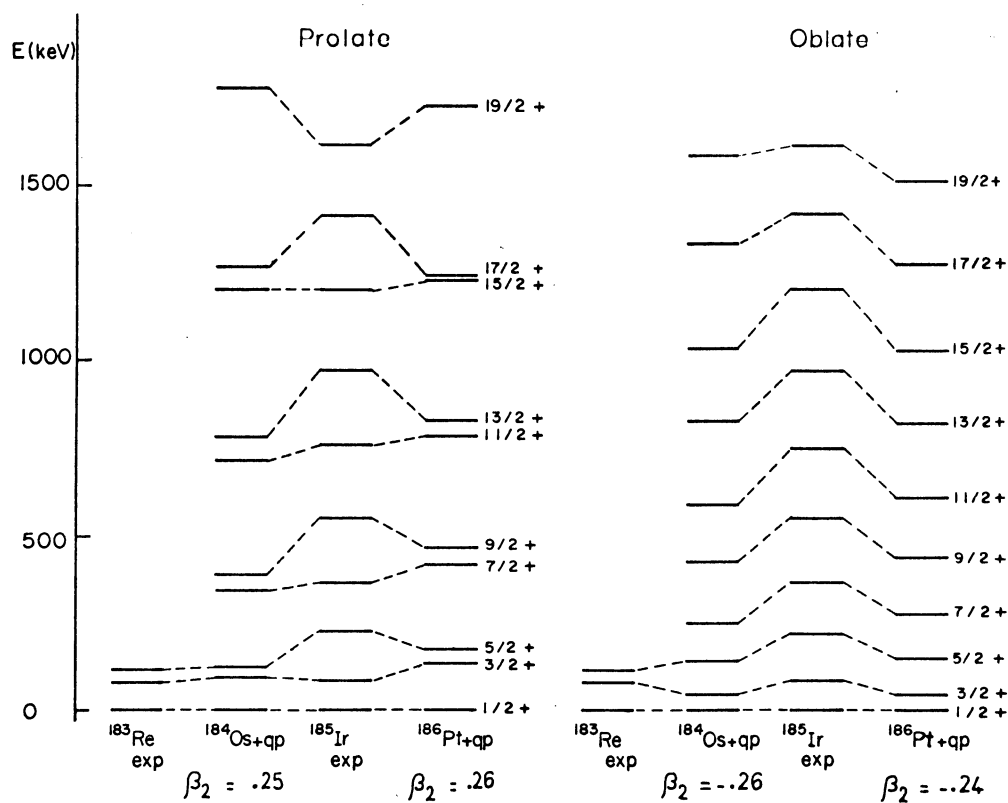 Prolate
Oblate
E(keV)
1500
1000
500
0
19/2 +
17/2 +
15/2 +
13/2 +
11/2 +
9/2 +
7/2 +
5/2 +
3/2 +
1/2 +
19/2+
17/2+
15/2+
13/2+
11/2+
9/2+
7/2+
5/2+
3/2+
1/2+
¹⁸³Re exp
¹⁸⁴Os+qp
¹⁸⁵Ir exp
¹⁸⁶Pt+qp
β₂ = .25
β₂ = .26
¹⁸³Re exp
¹⁸⁴Os+qp
¹⁸⁵Ir exp
¹⁸⁶Pt+qp
β₂ =-.26
β₂ =-.24